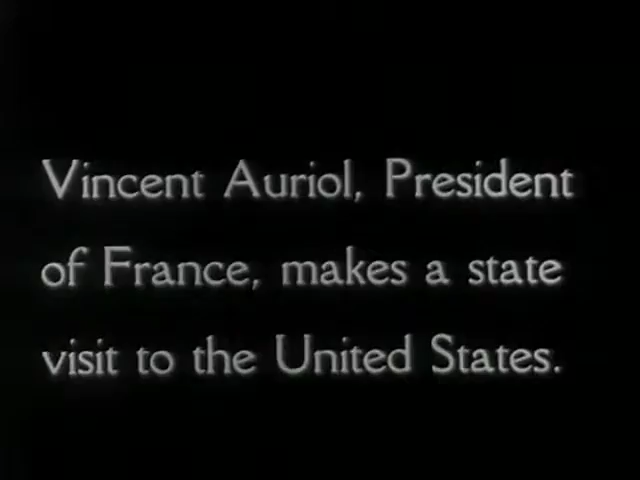 Vincent Auriol, President
of France, makes a state
visit to the United States.